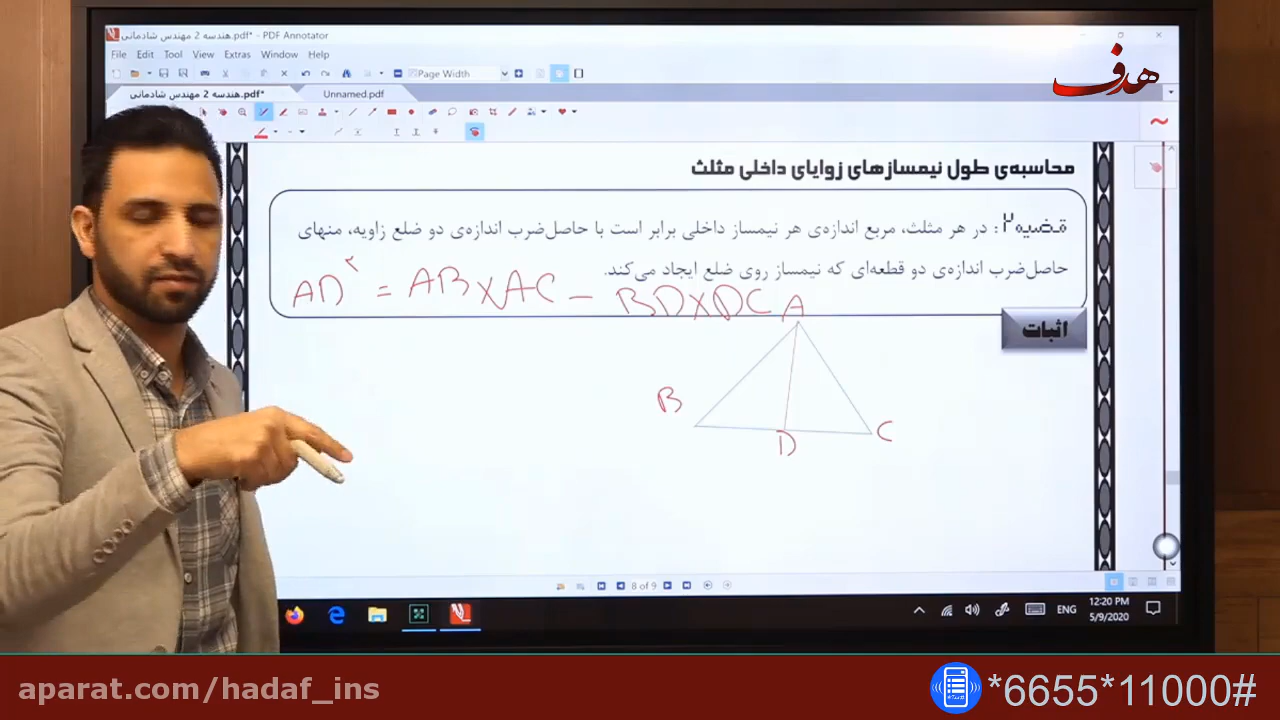 هندسه 2 مهندس شادمانی.pdf* - PDF Annotator
هدف
File Edit Tool View Extras Window Help
Page Width
هندسه 2 مهندس شادمانی.pdf*
Unnamed.pdf
محاسبه‌ی طول نیمسازهای زوایای داخلی مثلث
قضیه ۲: در هر مثلث، مربع اندازه‌ی هر نیمساز داخلی برابر است با حاصل‌ضرب اندازه‌ی دو ضلع زاویه، منهای
حاصل‌ضرب اندازه‌ی دو قطعه‌ای که نیمساز روی ضلع ایجاد می‌کند.
AD² = AB×AC - BD×DC
A
اثبات
B
D
C
8 of 9
ENG
12:20 PM
5/9/2020
aparat.com/hadaf_ins
*6655*11000#